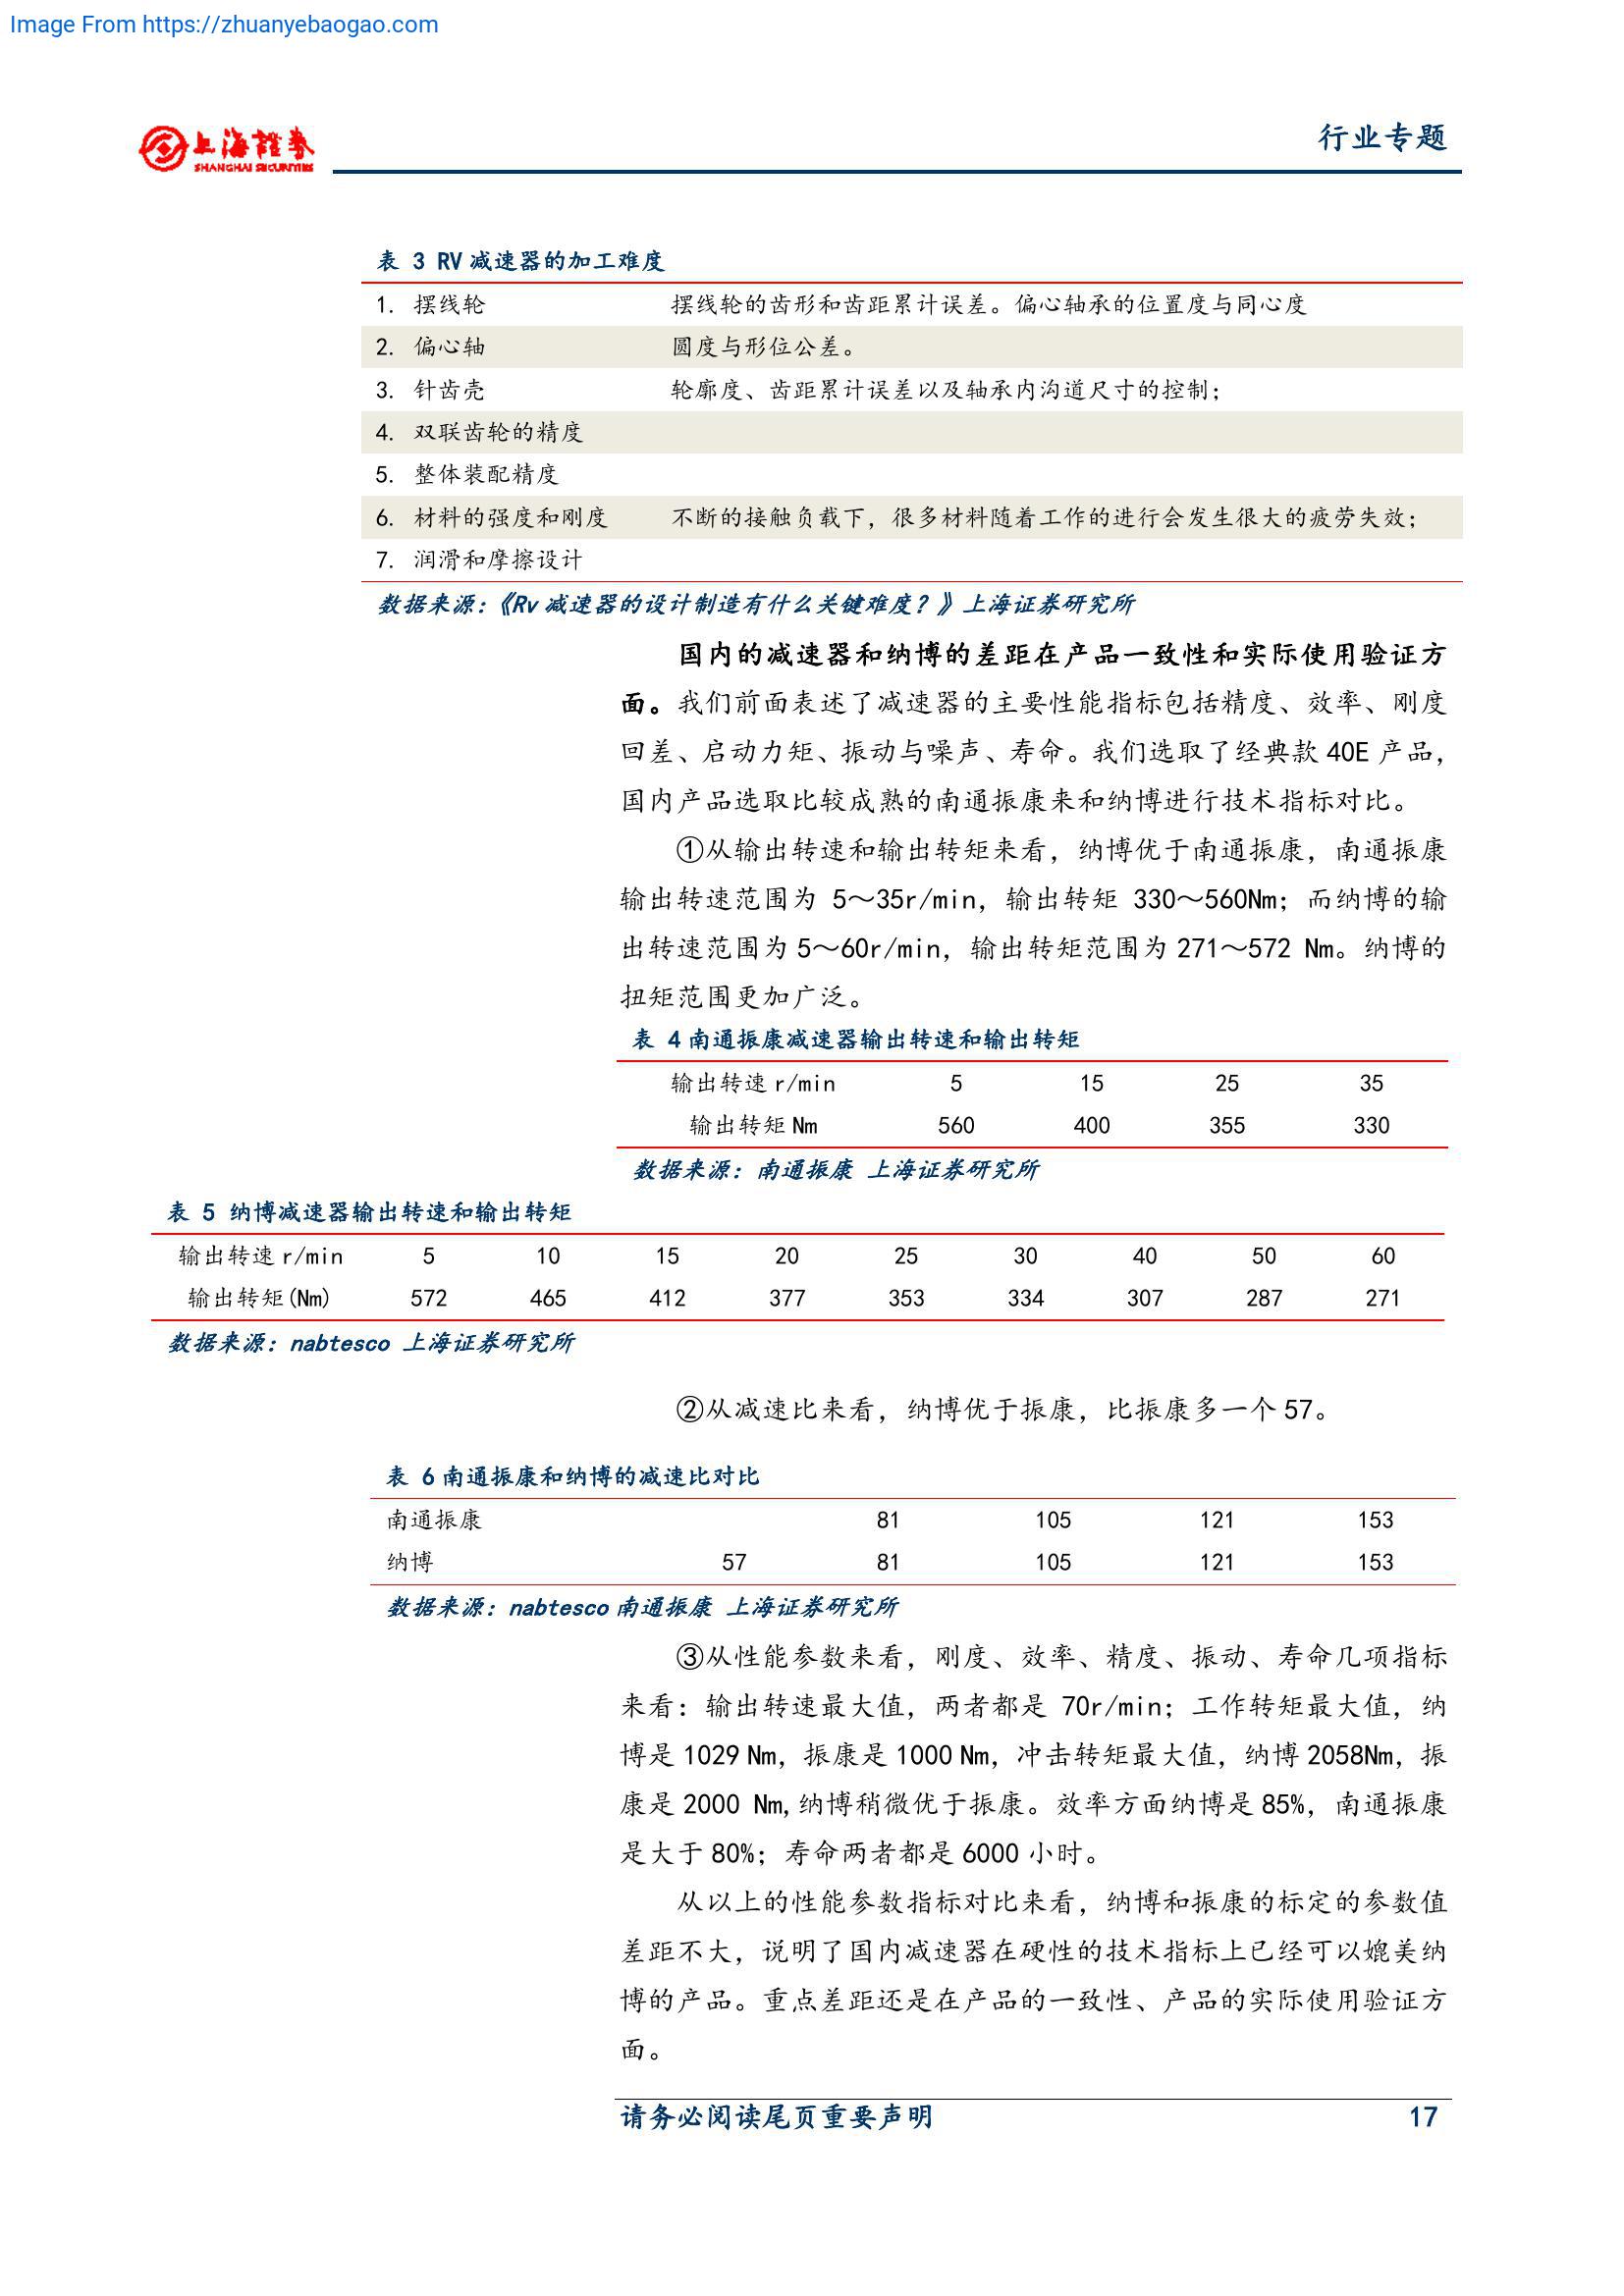 Image From https://zhuanyebaogao.com
上海證券
SHANGHAI SECURITIES
行业专题
表 3 RV 减速器的加工难度
1. 摆线轮 摆线轮的齿形和齿距累计误差。偏心轴承的位置度与同心度
2. 偏心轴 圆度与形位公差。
3. 针齿壳 轮廓度、齿距累计误差以及轴承内沟道尺寸的控制；
4. 双联齿轮的精度
5. 整体装配精度
6. 材料的强度和刚度 不断的接触负载下，很多材料随着工作的进行会发生很大的疲劳失效；
7. 润滑和摩擦设计
数据来源：《Rv 减速器的设计制造有什么关键难度？》上海证券研究所
国内的减速器和纳博的差距在产品一致性和实际使用验证方
面。我们前面表述了减速器的主要性能指标包括精度、效率、刚度
回差、启动力矩、振动与噪声、寿命。我们选取了经典款 40E 产品，
国内产品选取比较成熟的南通振康来和纳博进行技术指标对比。
①从输出转速和输出转矩来看，纳博优于南通振康，南通振康
输出转速范围为 5～35r/min，输出转矩 330～560Nm；而纳博的输
出转速范围为 5～60r/min，输出转矩范围为 271～572 Nm。纳博的
扭矩范围更加广泛。
表 4 南通振康减速器输出转速和输出转矩
输出转速 r/min 5 15 25 35
输出转矩 Nm 560 400 355 330
数据来源：南通振康 上海证券研究所
表 5 纳博减速器输出转速和输出转矩
输出转速 r/min 5 10 15 20 25 30 40 50 60
输出转矩(Nm) 572 465 412 377 353 334 307 287 271
数据来源：nabtesco 上海证券研究所
②从减速比来看，纳博优于振康，比振康多一个 57。
表 6 南通振康和纳博的减速比对比
南通振康 81 105 121 153
纳博 57 81 105 121 153
数据来源：nabtesco 南通振康 上海证券研究所
③从性能参数来看，刚度、效率、精度、振动、寿命几项指标
来看：输出转速最大值，两者都是 70r/min；工作转矩最大值，纳
博是 1029 Nm，振康是 1000 Nm，冲击转矩最大值，纳博 2058Nm，振
康是 2000 Nm,纳博稍微优于振康。效率方面纳博是 85%，南通振康
是大于 80%；寿命两者都是 6000 小时。
从以上的性能参数指标对比来看，纳博和振康的标定的参数值
差距不大，说明了国内减速器在硬性的技术指标上已经可以媲美纳
博的产品。重点差距还是在产品的一致性、产品的实际使用验证方
面。
请务必阅读尾页重要声明 17